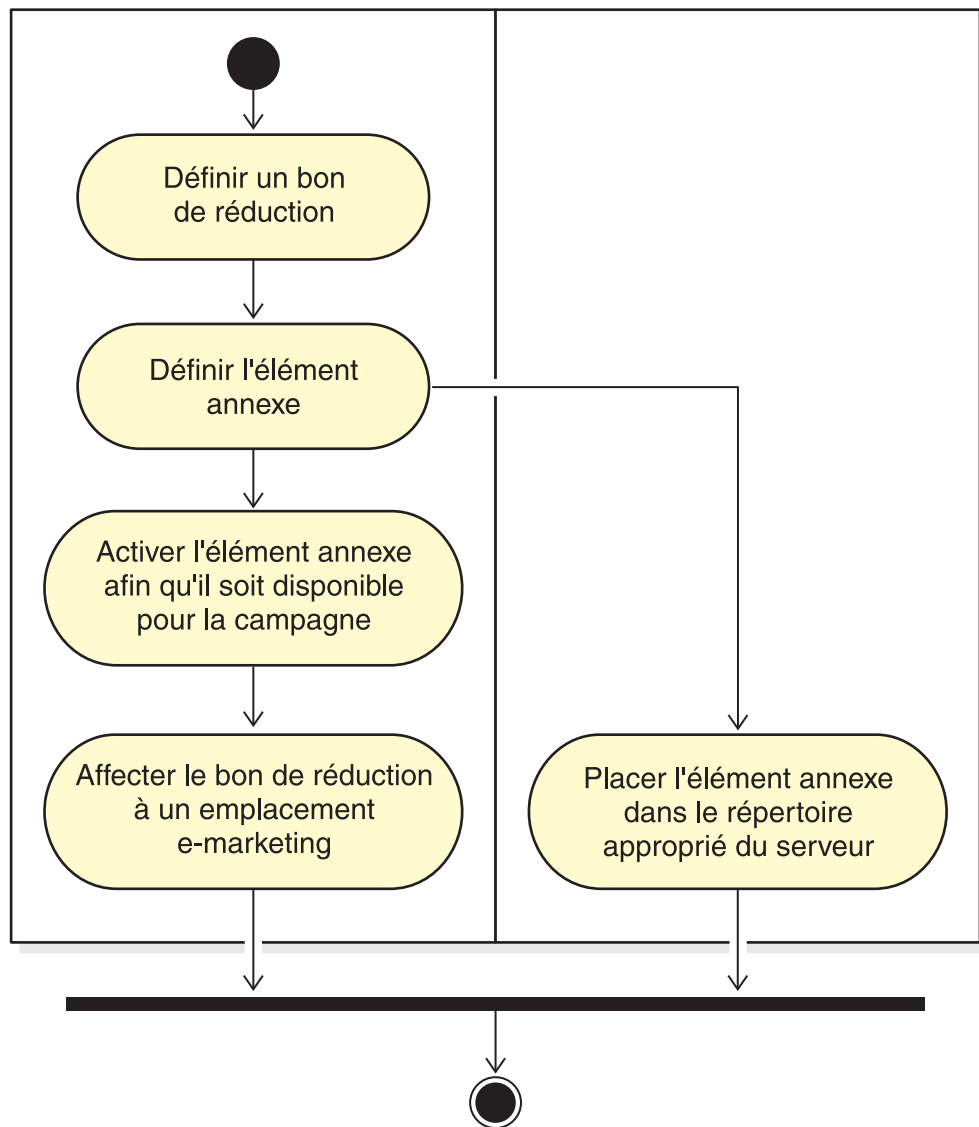 Définir un bon
de réduction
Définir l'élément
annexe
Activer l'élément annexe
afin qu'il soit disponible
pour la campagne
Affecter le bon de réduction
à un emplacement
e-marketing
Placer l'élément annexe
dans le répertoire
approprié du serveur